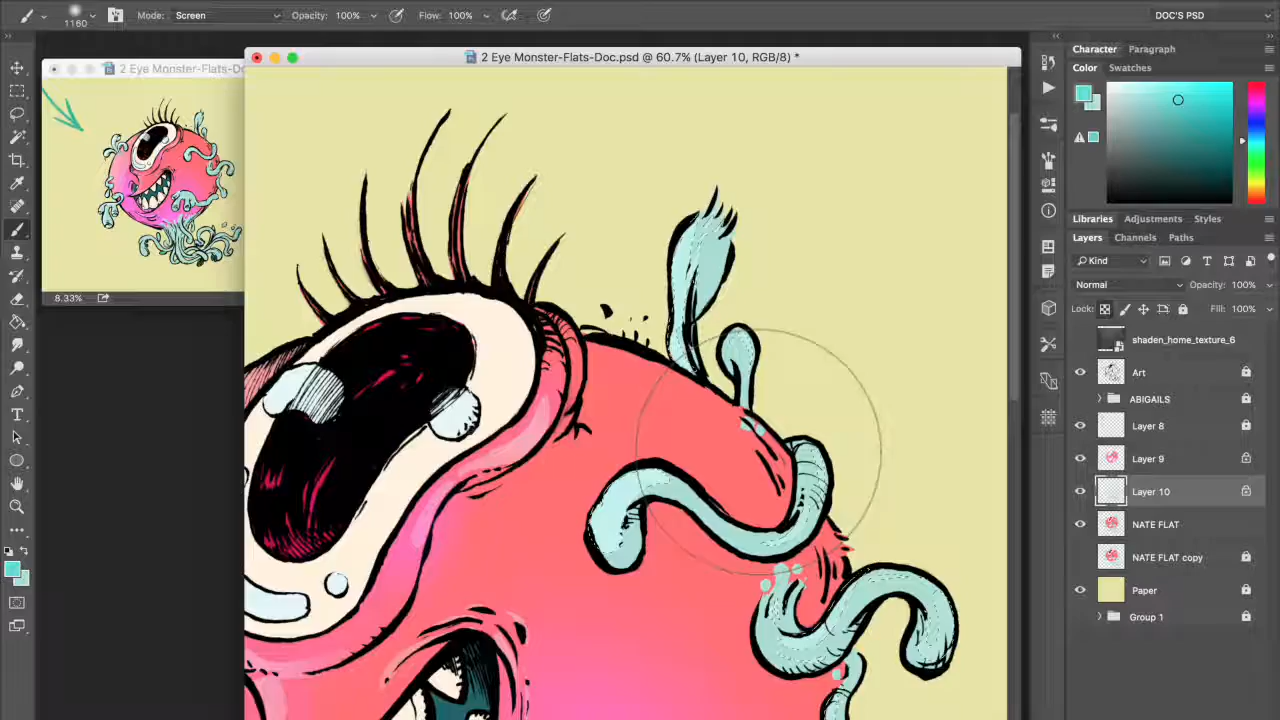 1160
Mode: Screen
Opacity: 100%
Flow: 100%
DOC'S PSD
2 Eye Monster-Flats-Doc.psd @ 60.7% (Layer 10, RGB/8) *
2 Eye Monster-Flats-Do
8.33%
Character Paragraph
Color Swatches
Libraries Adjustments Styles
Layers Channels Paths
Kind
Normal Opacity: 100%
Lock: Fill: 100%
shaden_home_texture_6
Art
ABIGAILS
Layer 8
Layer 9
Layer 10
NATE FLAT
NATE FLAT copy
Paper
Group 1